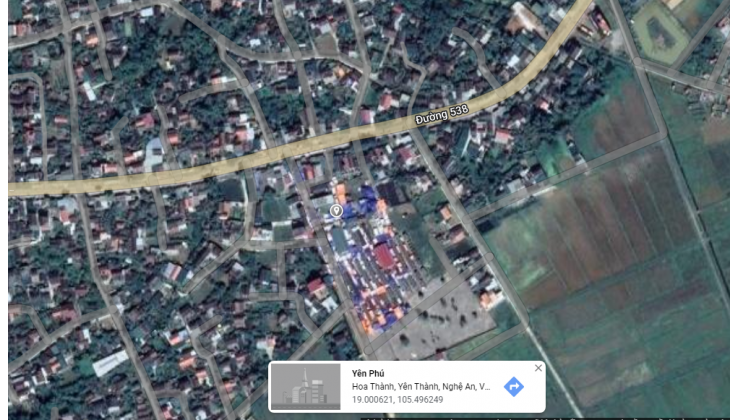 Đường 538
Yên Phú
Hoa Thành, Yên Thành, Nghệ An, V...
19.000621, 105.496249